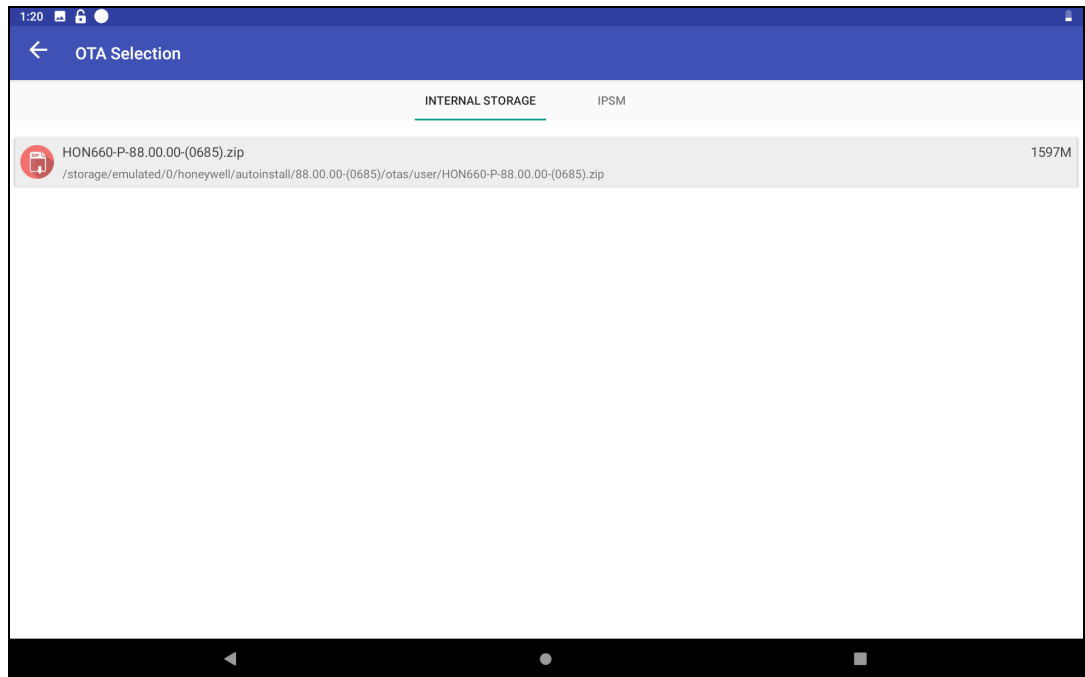 1:20
OTA Selection
INTERNAL STORAGE IPSM
HON660-P-88.00.00-(0685).zip 1597M
/storage/emulated/0/honeywell/autoinstall/88.00.00-(0685)/otas/user/HON660-P-88.00.00-(0685).zip